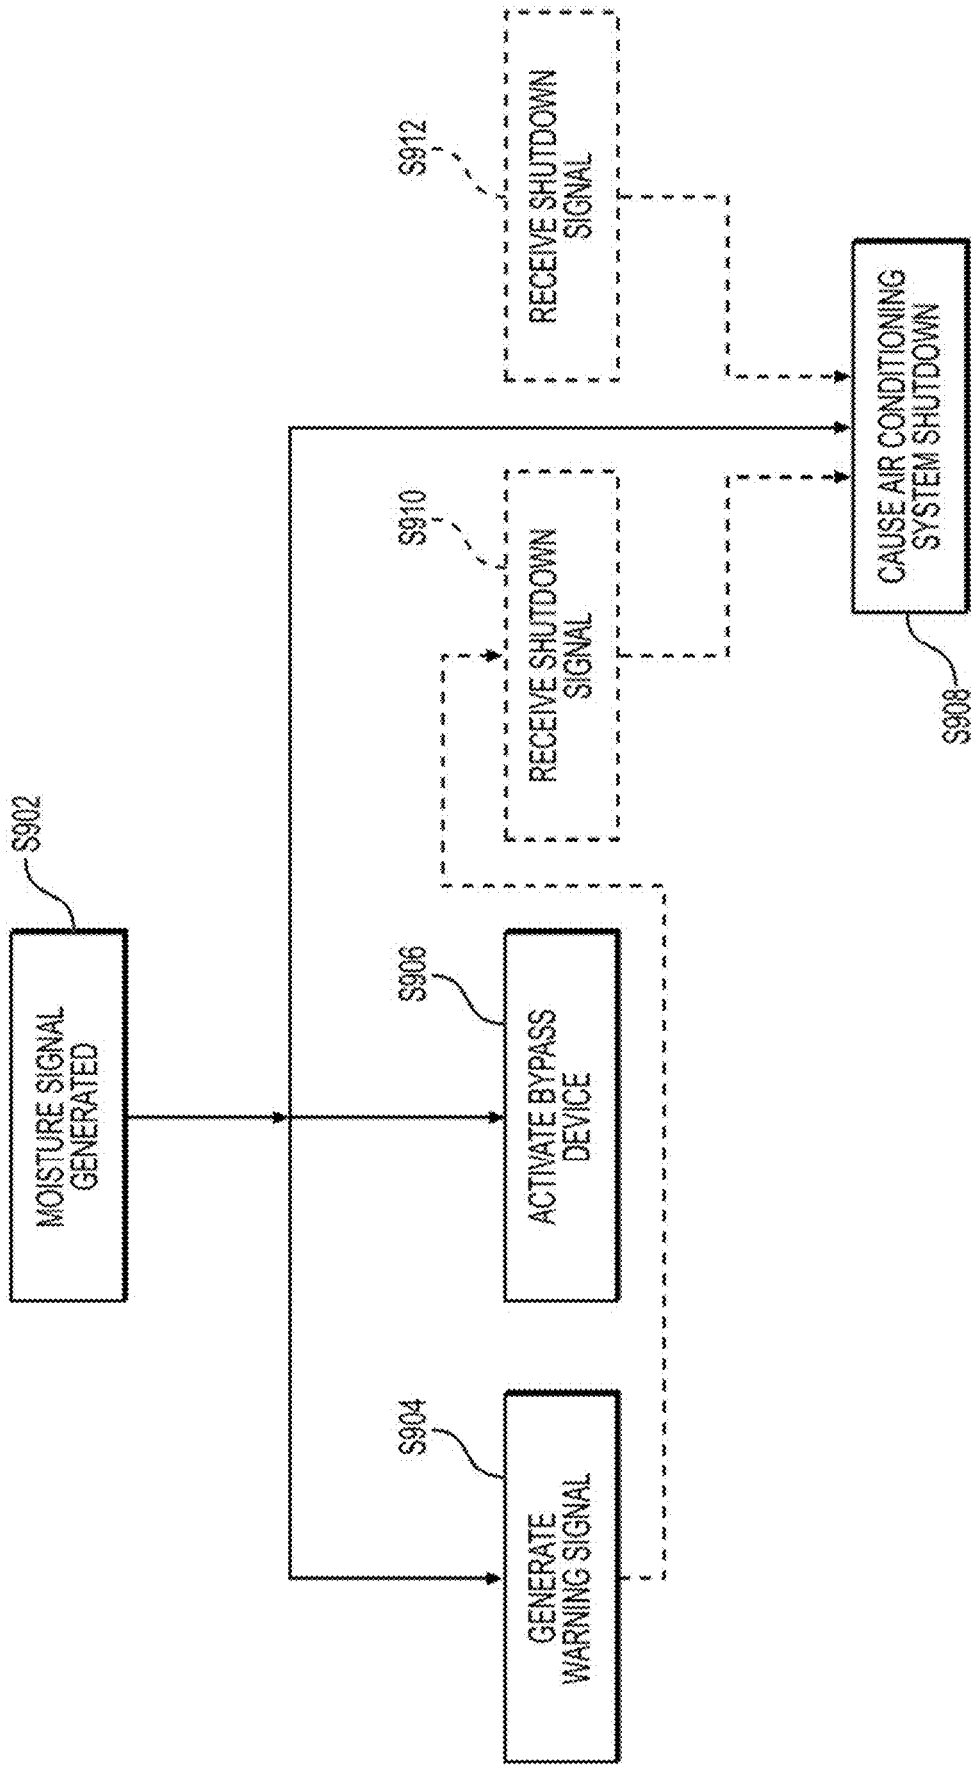 S902
MOISTURE SIGNAL
GENERATED
S904
GENERATE
WARNING SIGNAL
S906
ACTIVATE BYPASS
DEVICE
S910
RECEIVE SHUTDOWN
SIGNAL
S912
RECEIVE SHUTDOWN
SIGNAL
S908
CAUSE AIR CONDITIONING
SYSTEM SHUTDOWN